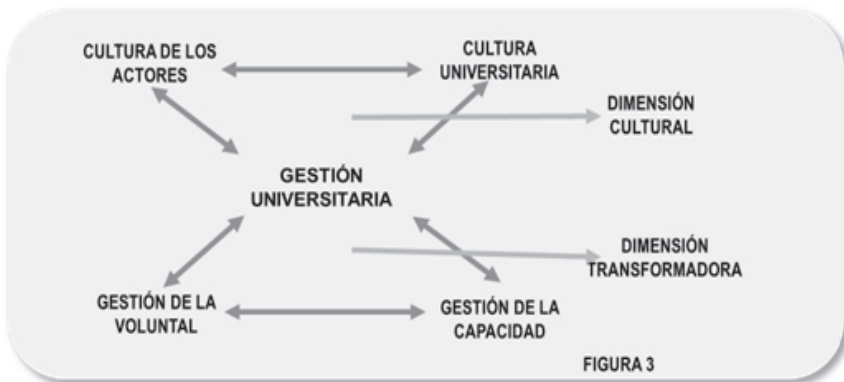 CULTURA DE LOS
ACTORES
CULTURA
UNIVERSITARIA
DIMENSIÓN
CULTURAL
GESTIÓN
UNIVERSITARIA
DIMENSIÓN
TRANSFORMADORA
GESTIÓN DE LA
VOLUNTAL
GESTIÓN DE LA
CAPACIDAD
FIGURA 3